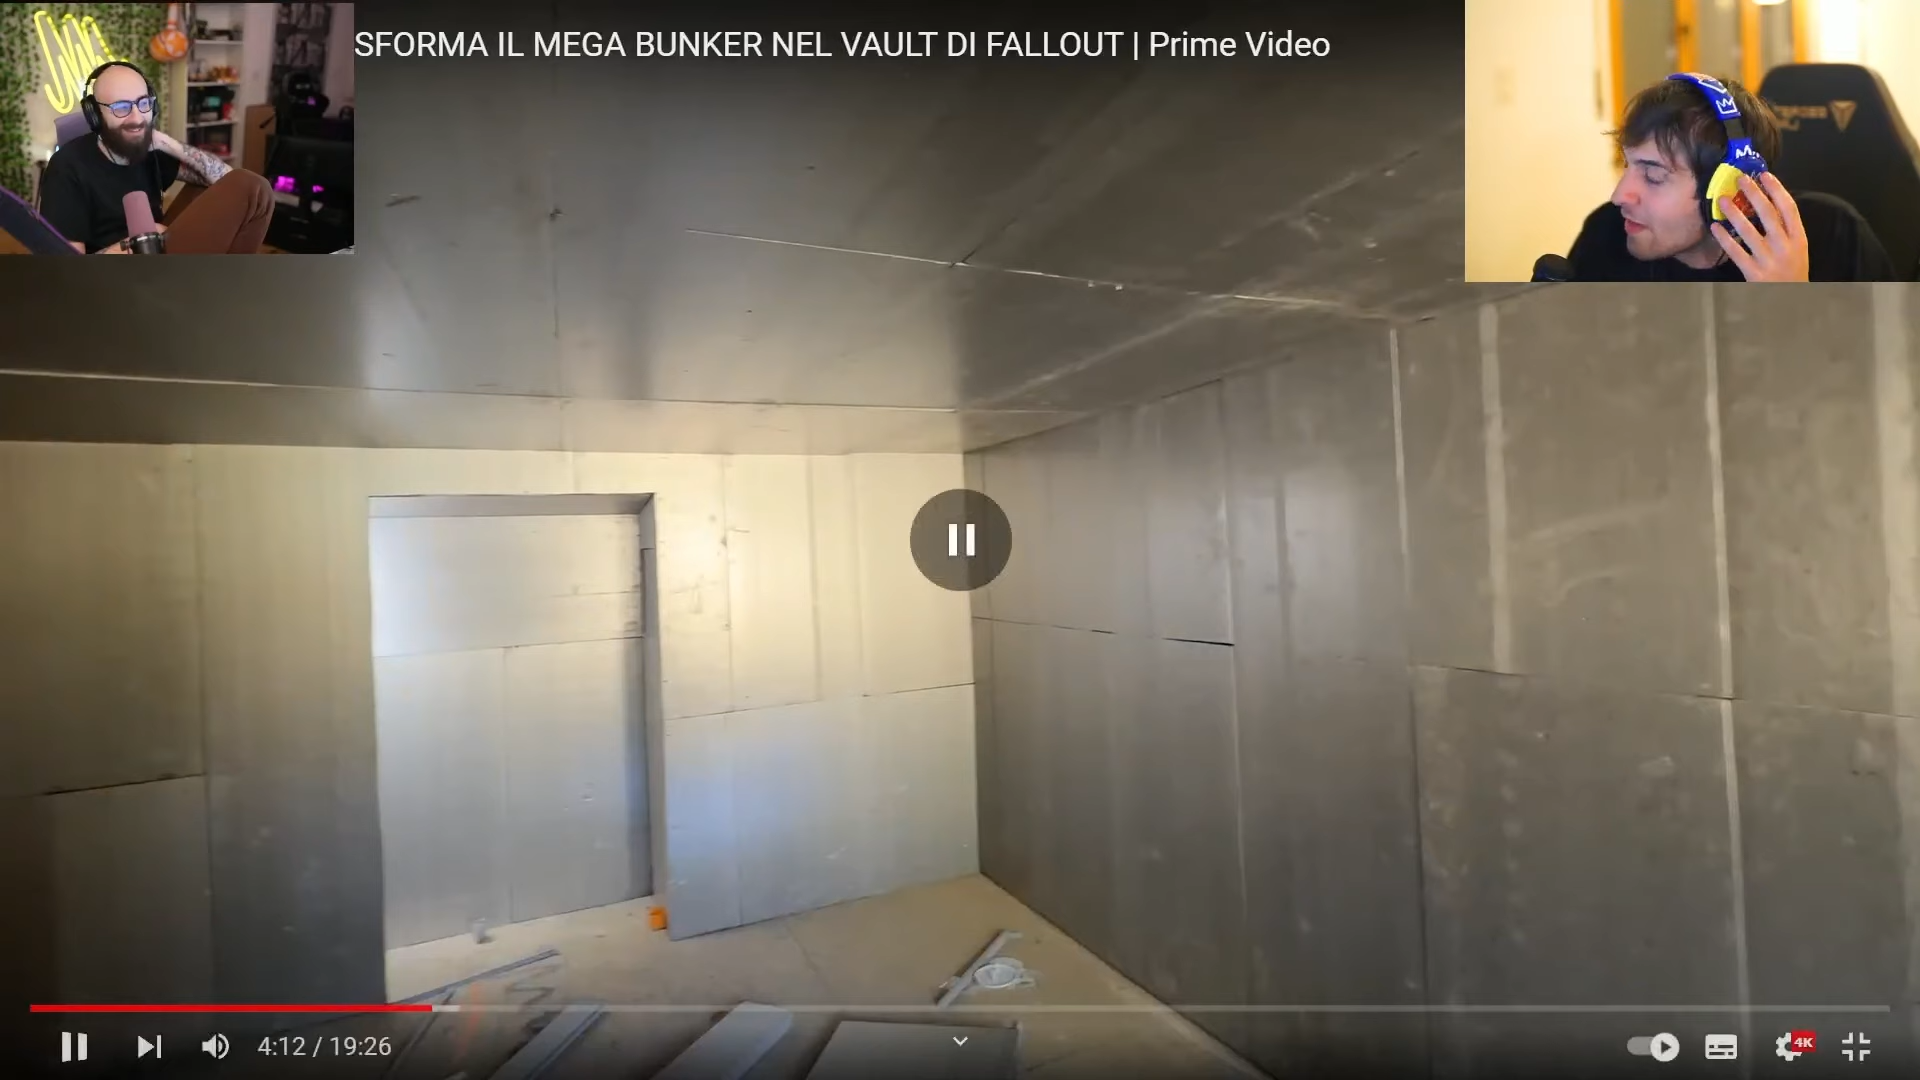 SFORMA IL MEGA BUNKER NEL VAULT DI FALLOUT | Prime Video
4:12 / 19:26
4K